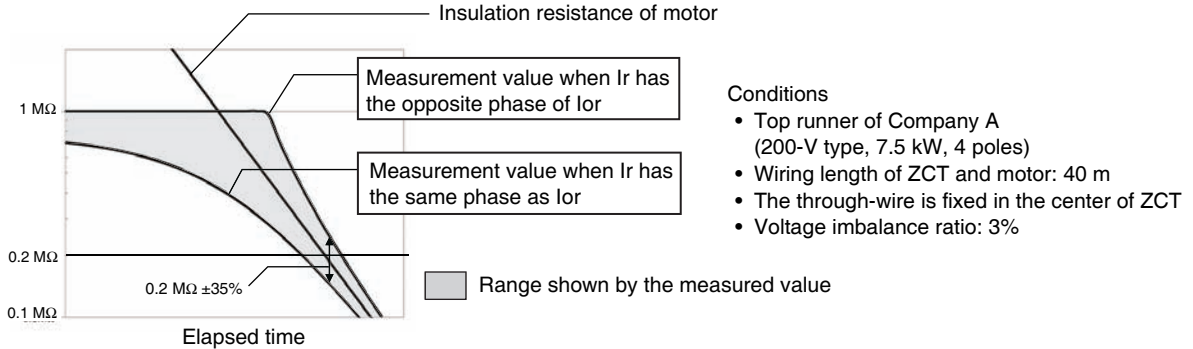 Insulation resistance of motor
Measurement value when Ir has
the opposite phase of Ior
1 MΩ
Measurement value when Ir has
the same phase as Ior
0.2 MΩ
0.2 MΩ ±35%
0.1 MΩ
Elapsed time
Range shown by the measured value
Conditions
• Top runner of Company A
(200-V type, 7.5 kW, 4 poles)
• Wiring length of ZCT and motor: 40 m
• The through-wire is fixed in the center of ZCT
• Voltage imbalance ratio: 3%